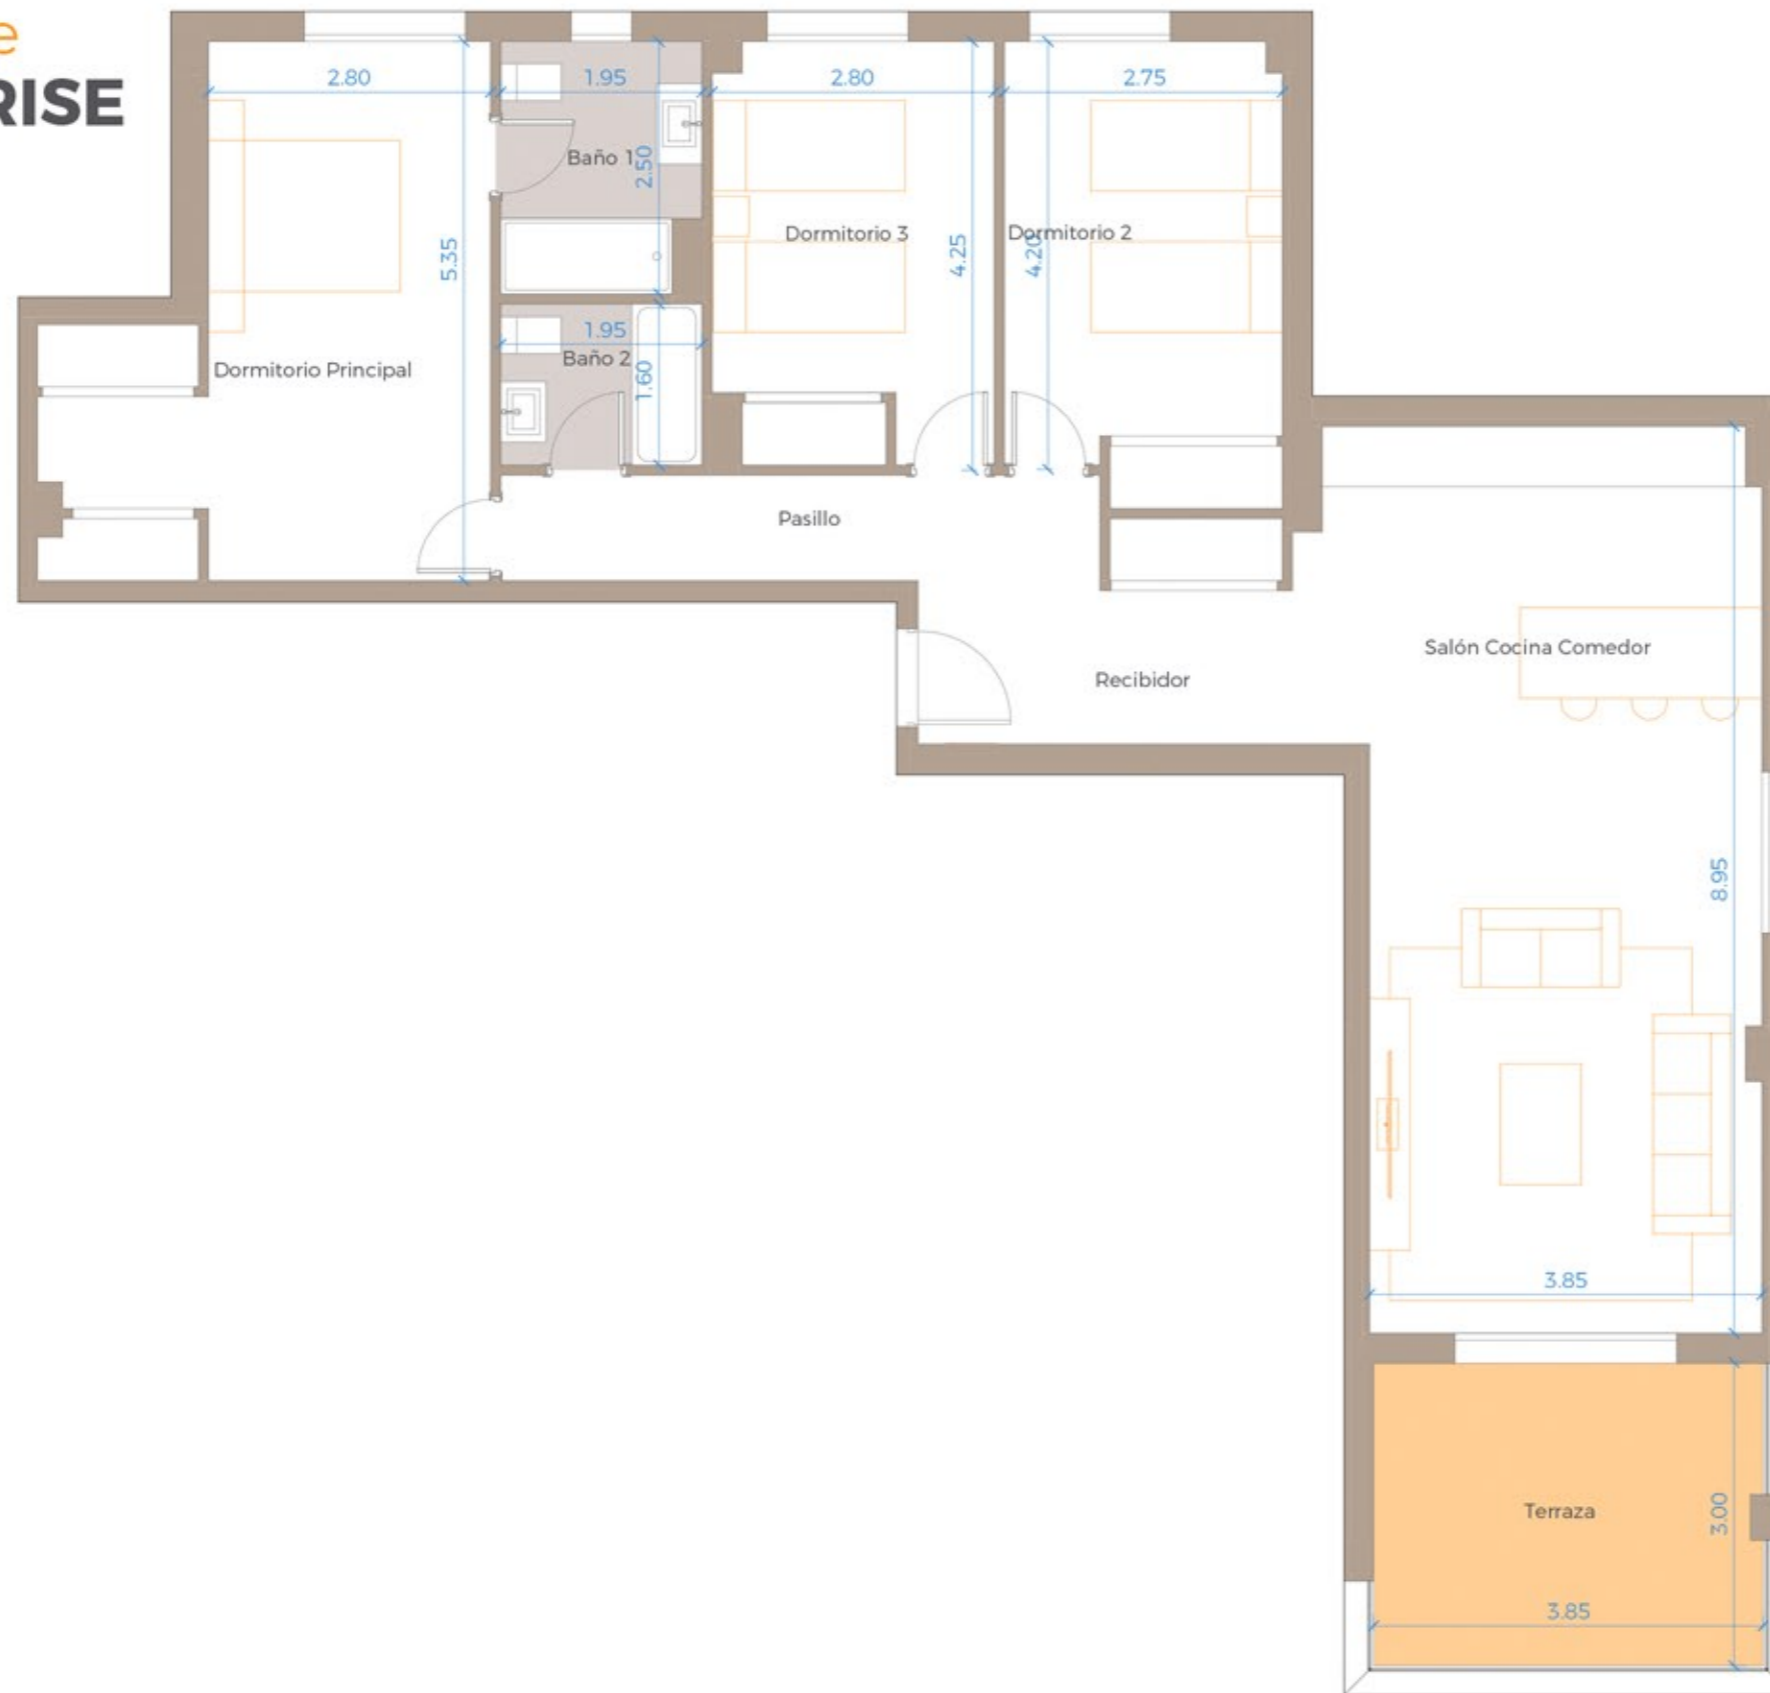 e
RISE
2.80
1.95
2.80
2.75
Baño 1
2.50
Dormitorio 3
Dormitorio 2
5.35
4.25
4.20
1.95
Baño 2
1.60
Dormitorio Principal
Pasillo
Salón Cocina Comedor
Recibidor
8.95
3.85
Terraza
3.00
3.85